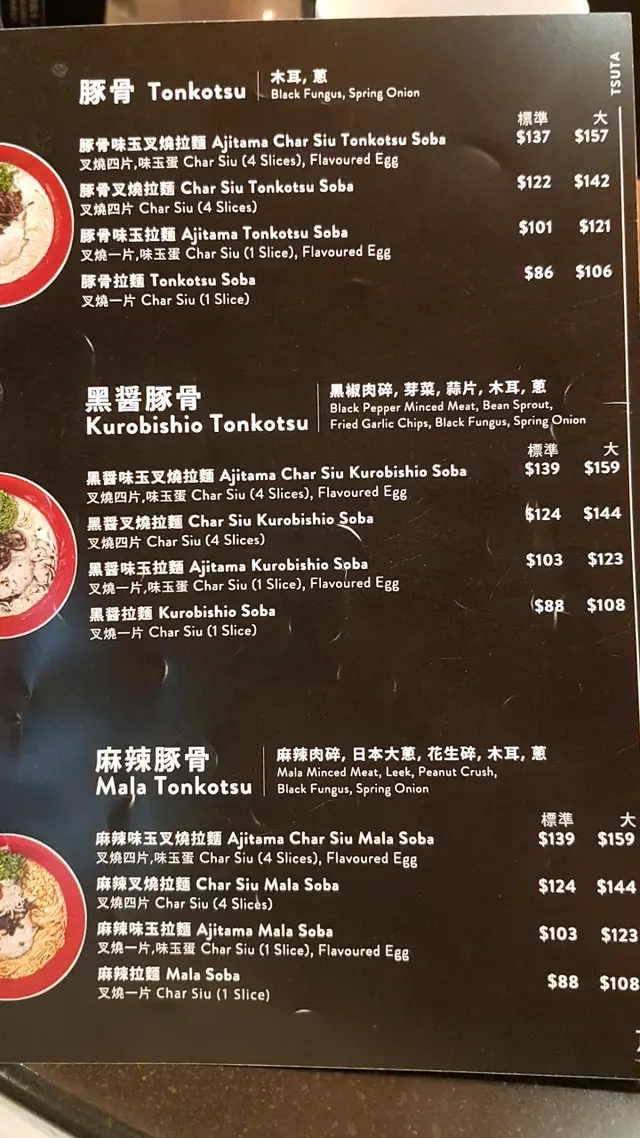 TSUTA
豚骨 Tonkotsu
木耳, 蔥
Black Fungus, Spring Onion
標準 大
豚骨味玉叉燒拉麵 Ajitama Char Siu Tonkotsu Soba $137 $157
叉燒四片,味玉蛋 Char Siu (4 Slices), Flavoured Egg
豚骨叉燒拉麵 Char Siu Tonkotsu Soba $122 $142
叉燒四片 Char Siu (4 Slices)
豚骨味玉拉麵 Ajitama Tonkotsu Soba $101 $121
叉燒一片,味玉蛋 Char Siu (1 Slice), Flavoured Egg
豚骨拉麵 Tonkotsu Soba $86 $106
叉燒一片 Char Siu (1 Slice)
黑醤豚骨
Kurobishio Tonkotsu
黑椒肉碎, 芽菜, 蒜片, 木耳, 蔥
Black Pepper Minced Meat, Bean Sprout,
Fried Garlic Chips, Black Fungus, Spring Onion
標準 大
黑醤味玉叉燒拉麵 Ajitama Char Siu Kurobishio Soba $139 $159
叉燒四片,味玉蛋 Char Siu (4 Slices), Flavoured Egg
黑醤叉燒拉麵 Char Siu Kurobishio Soba $124 $144
叉燒四片 Char Siu (4 Slices)
黑醤味玉拉麵 Ajitama Kurobishio Soba $103 $123
叉燒一片,味玉蛋 Char Siu (1 Slice), Flavoured Egg
黑醤拉麵 Kurobishio Soba $88 $108
叉燒一片 Char Siu (1 Slice)
麻辣豚骨
Mala Tonkotsu
麻辣肉碎, 日本大蔥, 花生碎, 木耳, 蔥
Mala Minced Meat, Leek, Peanut Crush,
Black Fungus, Spring Onion
標準 大
麻辣味玉叉燒拉麵 Ajitama Char Siu Mala Soba $139 $159
叉燒四片,味玉蛋 Char Siu (4 Slices), Flavoured Egg
麻辣叉燒拉麵 Char Siu Mala Soba $124 $144
叉燒四片 Char Siu (4 Slices)
麻辣味玉拉麵 Ajitama Mala Soba $103 $123
叉燒一片,味玉蛋 Char Siu (1 Slice), Flavoured Egg
麻辣拉麵 Mala Soba $88 $108
叉燒一片 Char Siu (1 Slice)